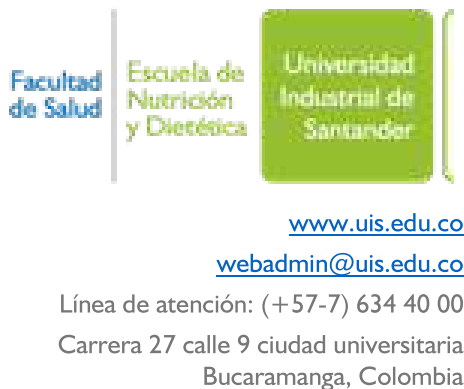 Facultad
de Salud
Escuela de
Nutrición
y Dietética
Universidad
Industrial de
Santander
www.uis.edu.co
webadmin@uis.edu.co
Línea de atención: (+57-7) 634 40 00
Carrera 27 calle 9 ciudad universitaria
Bucaramanga, Colombia